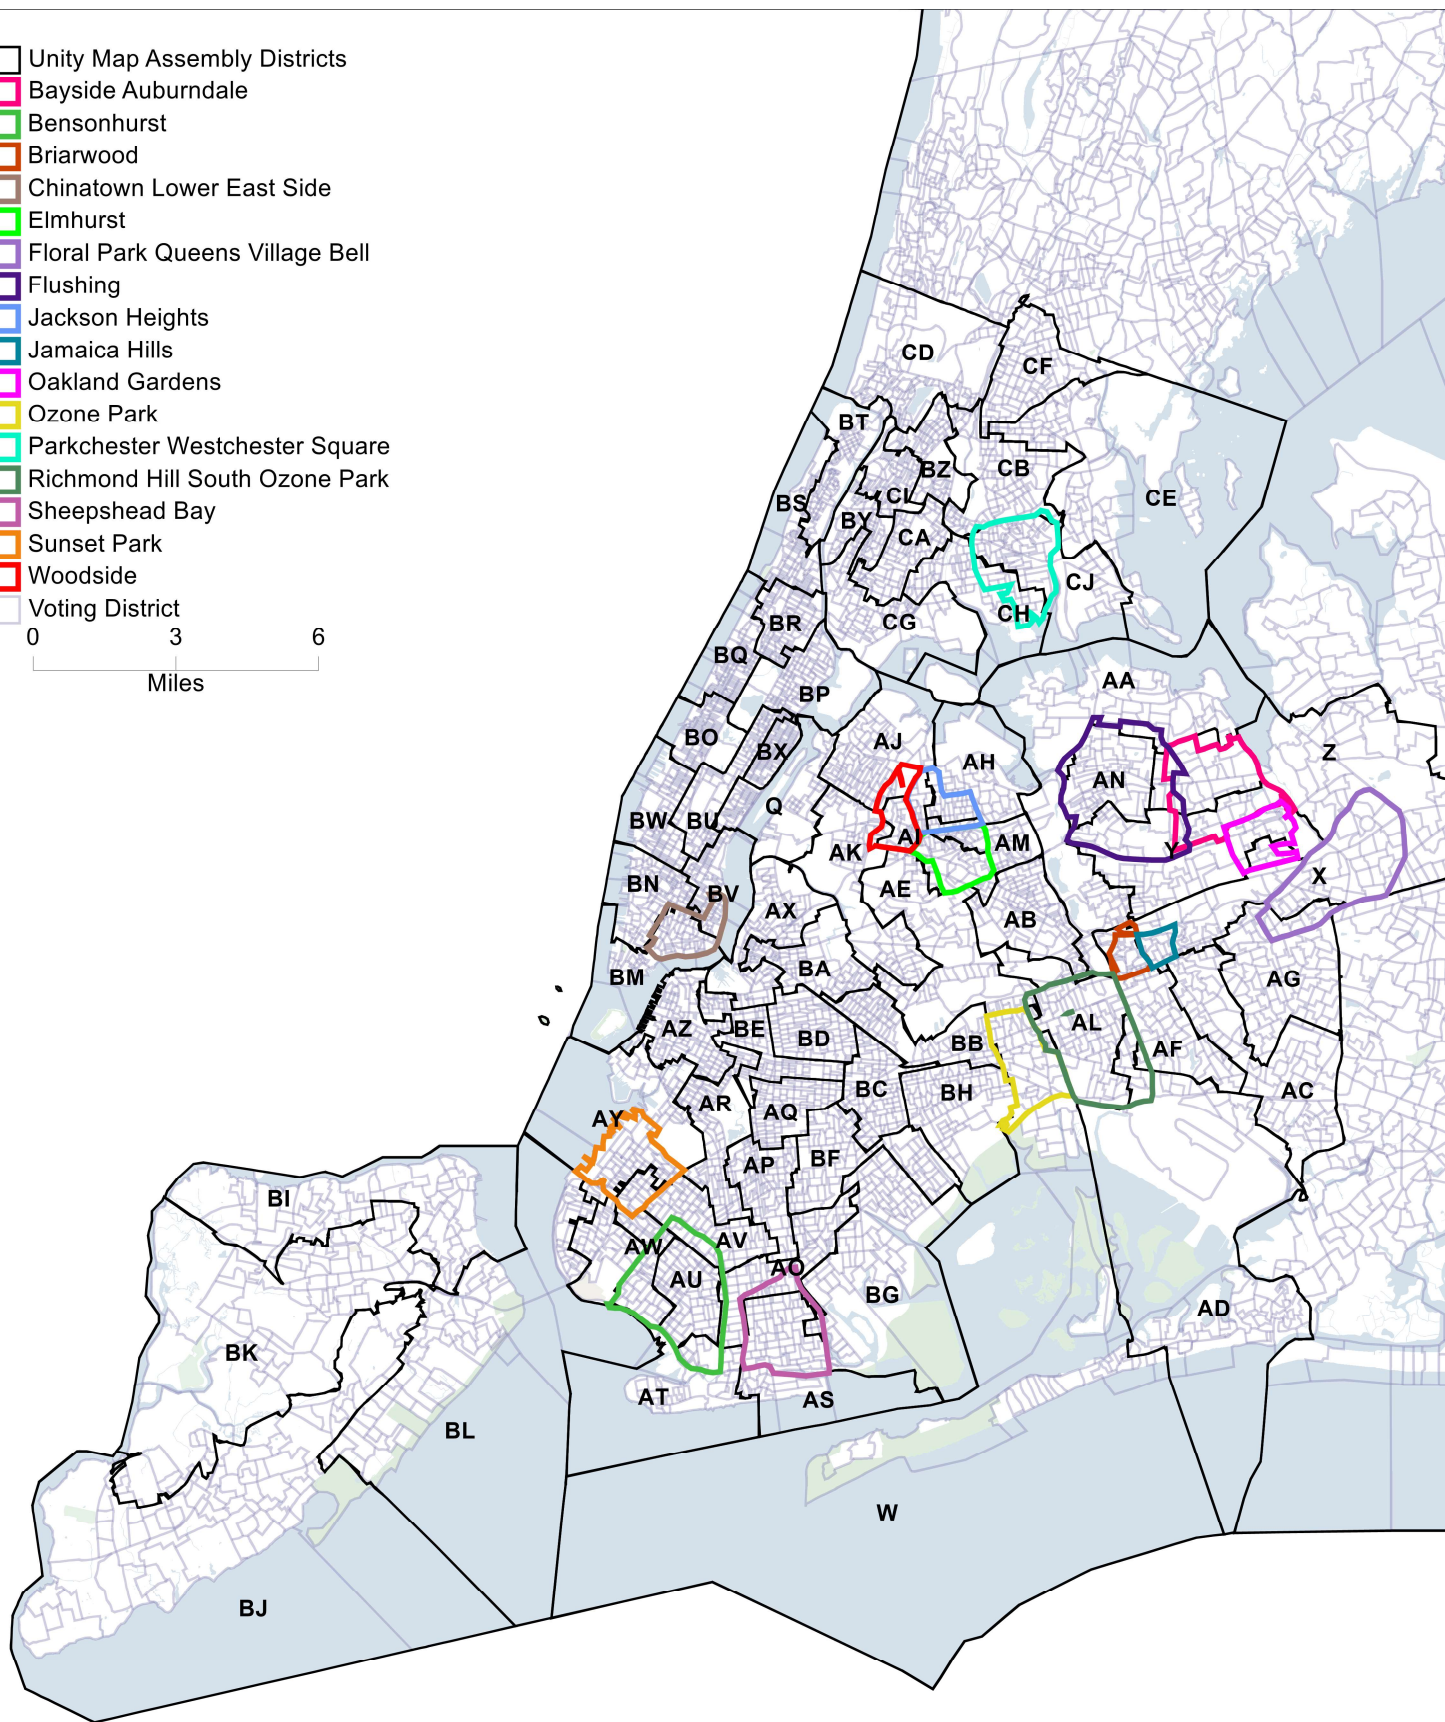 Unity Map Assembly Districts
Bayside Auburndale
Bensonhurst
Briarwood
Chinatown Lower East Side
Elmhurst
Floral Park Queens Village Bell
Flushing
Jackson Heights
Jamaica Hills
Oakland Gardens
Ozone Park
Parkchester Westchester Square
Richmond Hill South Ozone Park
Sheepshead Bay
Sunset Park
Woodside
Voting District
0 3 6
Miles
CD
CF
BT
BZ
CB
CI
CE
BS
BY
CA
CJ
CH
CG
BR
BQ
AA
BP
BO
AJ
BX
AH
Z
AN
Q
BW
BU
AI
AK
AM
Y
X
BN
BV
AE
AX
AB
BA
BM
AG
AZ
BE
BD
BB
AL
AF
BC
BH
AC
AR
AQ
AY
AP
BF
BI
AW
AV
AO
AU
BG
AD
BK
AT
AS
BL
W
BJ